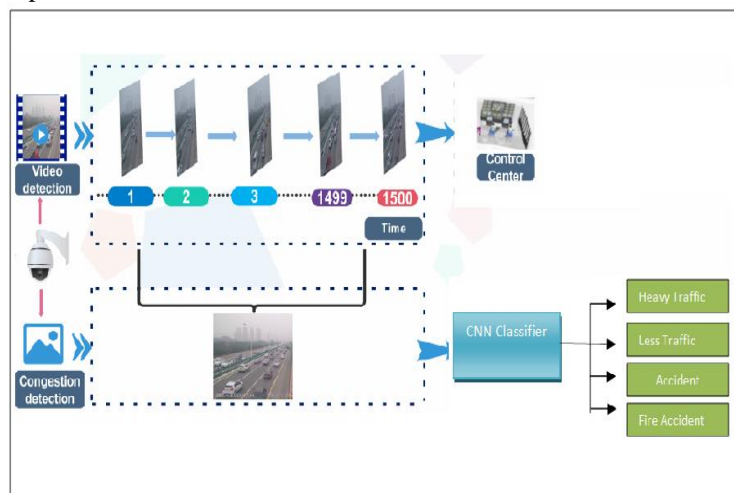 Video
detection
1
2
3
1499
1500
Time
Control
Center
Congestion
detection
CNN Classifier
Heavy Traffic
Less Traffic
Accident
Fire Accident